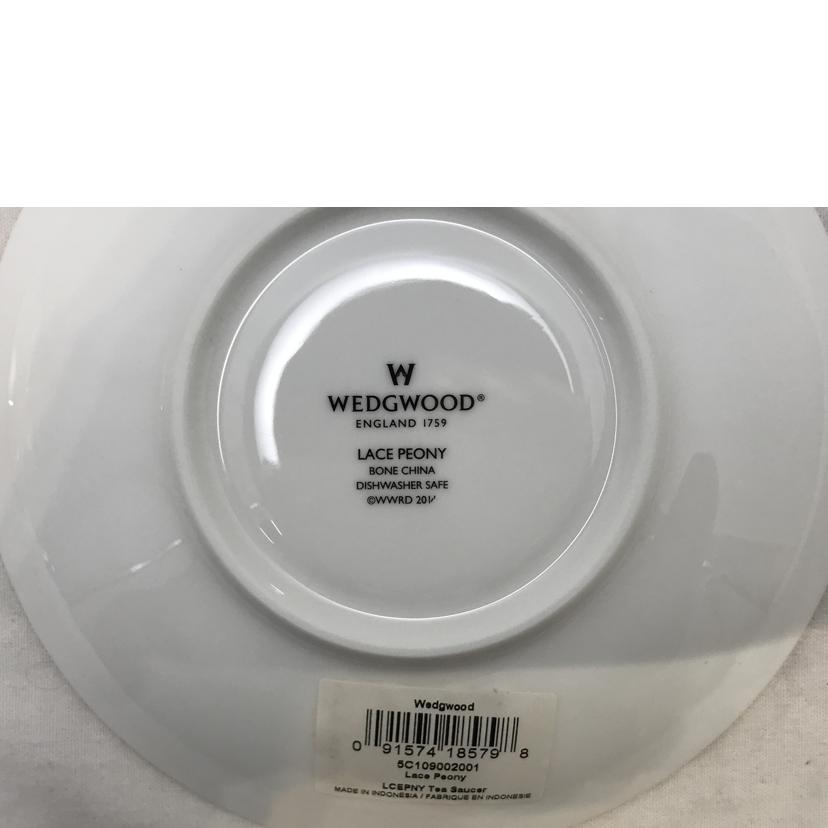 W
WEDGWOOD®
ENGLAND 1759
LACE PEONY
BONE CHINA
DISHWASHER SAFE
©WWRD
Wedgwood
0 91574 18579 8
5C109002001
Lace Peony
LCEPNY Tea Saucer
MADE IN INDONESIA / FABRIQUE EN INDONESIE